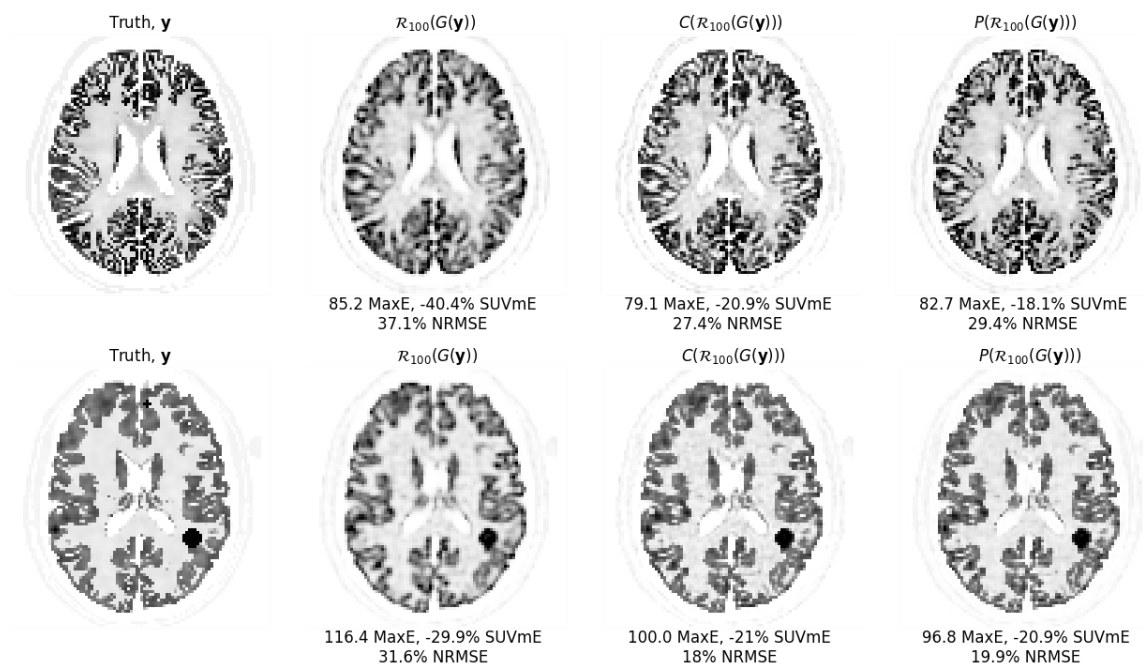 Truth, y
R₁₀₀(G(y))
C(R₁₀₀(G(y)))
P(R₁₀₀(G(y)))
85.2 MaxE, -40.4% SUVmE
37.1% NRMSE
79.1 MaxE, -20.9% SUVmE
27.4% NRMSE
82.7 MaxE, -18.1% SUVmE
29.4% NRMSE
Truth, y
R₁₀₀(G(y))
C(R₁₀₀(G(y)))
P(R₁₀₀(G(y)))
116.4 MaxE, -29.9% SUVmE
31.6% NRMSE
100.0 MaxE, -21% SUVmE
18% NRMSE
96.8 MaxE, -20.9% SUVmE
19.9% NRMSE